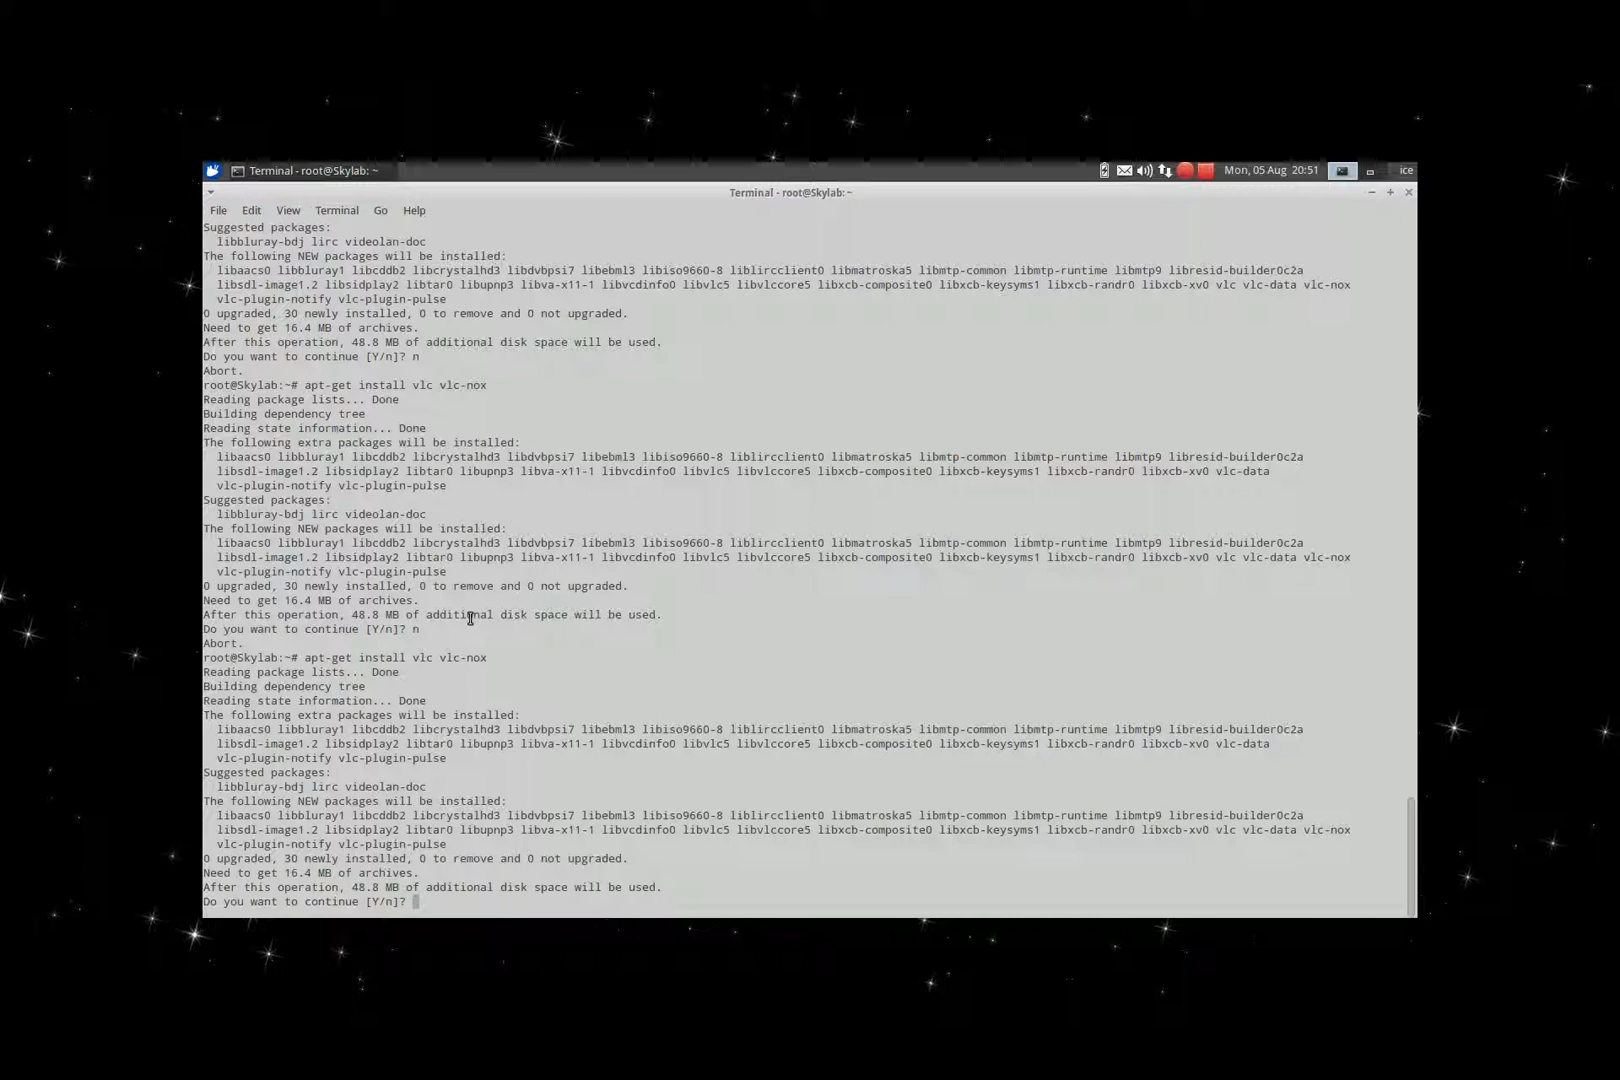 Terminal - root@Skylab: ~
Mon, 05 Aug 20:51
ice
Terminal - root@Skylab: ~
File Edit View Terminal Go Help
Suggested packages:
libbluray-bdj lirc videolan-doc
The following NEW packages will be installed:
libaacs0 libbluray1 libcddb2 libcrystalhd3 libdvbpsi7 libebml3 libiso9660-8 liblircclient0 libmatroska5 libmtp-common libmtp-runtime libmtp9 libresid-builder0c2a
libsdl-image1.2 libsidplay2 libtar0 libupnp3 libva-x11-1 libvcdinfo0 libvlc5 libvlccore5 libxcb-composite0 libxcb-keysyms1 libxcb-randr0 libxcb-xv0 vlc vlc-data vlc-nox
vlc-plugin-notify vlc-plugin-pulse
0 upgraded, 30 newly installed, 0 to remove and 0 not upgraded.
Need to get 16.4 MB of archives.
After this operation, 48.8 MB of additional disk space will be used.
Do you want to continue [Y/n]? n
Abort.
root@Skylab:~# apt-get install vlc vlc-nox
Reading package lists... Done
Building dependency tree
Reading state information... Done
The following extra packages will be installed:
libaacs0 libbluray1 libcddb2 libcrystalhd3 libdvbpsi7 libebml3 libiso9660-8 liblircclient0 libmatroska5 libmtp-common libmtp-runtime libmtp9 libresid-builder0c2a
libsdl-image1.2 libsidplay2 libtar0 libupnp3 libva-x11-1 libvcdinfo0 libvlc5 libvlccore5 libxcb-composite0 libxcb-keysyms1 libxcb-randr0 libxcb-xv0 vlc-data
vlc-plugin-notify vlc-plugin-pulse
Suggested packages:
libbluray-bdj lirc videolan-doc
The following NEW packages will be installed:
libaacs0 libbluray1 libcddb2 libcrystalhd3 libdvbpsi7 libebml3 libiso9660-8 liblircclient0 libmatroska5 libmtp-common libmtp-runtime libmtp9 libresid-builder0c2a
libsdl-image1.2 libsidplay2 libtar0 libupnp3 libva-x11-1 libvcdinfo0 libvlc5 libvlccore5 libxcb-composite0 libxcb-keysyms1 libxcb-randr0 libxcb-xv0 vlc vlc-data vlc-nox
vlc-plugin-notify vlc-plugin-pulse
0 upgraded, 30 newly installed, 0 to remove and 0 not upgraded.
Need to get 16.4 MB of archives.
After this operation, 48.8 MB of additional disk space will be used.
Do you want to continue [Y/n]? n
Abort.
root@Skylab:~# apt-get install vlc vlc-nox
Reading package lists... Done
Building dependency tree
Reading state information... Done
The following extra packages will be installed:
libaacs0 libbluray1 libcddb2 libcrystalhd3 libdvbpsi7 libebml3 libiso9660-8 liblircclient0 libmatroska5 libmtp-common libmtp-runtime libmtp9 libresid-builder0c2a
libsdl-image1.2 libsidplay2 libtar0 libupnp3 libva-x11-1 libvcdinfo0 libvlc5 libvlccore5 libxcb-composite0 libxcb-keysyms1 libxcb-randr0 libxcb-xv0 vlc-data
vlc-plugin-notify vlc-plugin-pulse
Suggested packages:
libbluray-bdj lirc videolan-doc
The following NEW packages will be installed:
libaacs0 libbluray1 libcddb2 libcrystalhd3 libdvbpsi7 libebml3 libiso9660-8 liblircclient0 libmatroska5 libmtp-common libmtp-runtime libmtp9 libresid-builder0c2a
libsdl-image1.2 libsidplay2 libtar0 libupnp3 libva-x11-1 libvcdinfo0 libvlc5 libvlccore5 libxcb-composite0 libxcb-keysyms1 libxcb-randr0 libxcb-xv0 vlc vlc-data vlc-nox
vlc-plugin-notify vlc-plugin-pulse
0 upgraded, 30 newly installed, 0 to remove and 0 not upgraded.
Need to get 16.4 MB of archives.
After this operation, 48.8 MB of additional disk space will be used.
Do you want to continue [Y/n]?